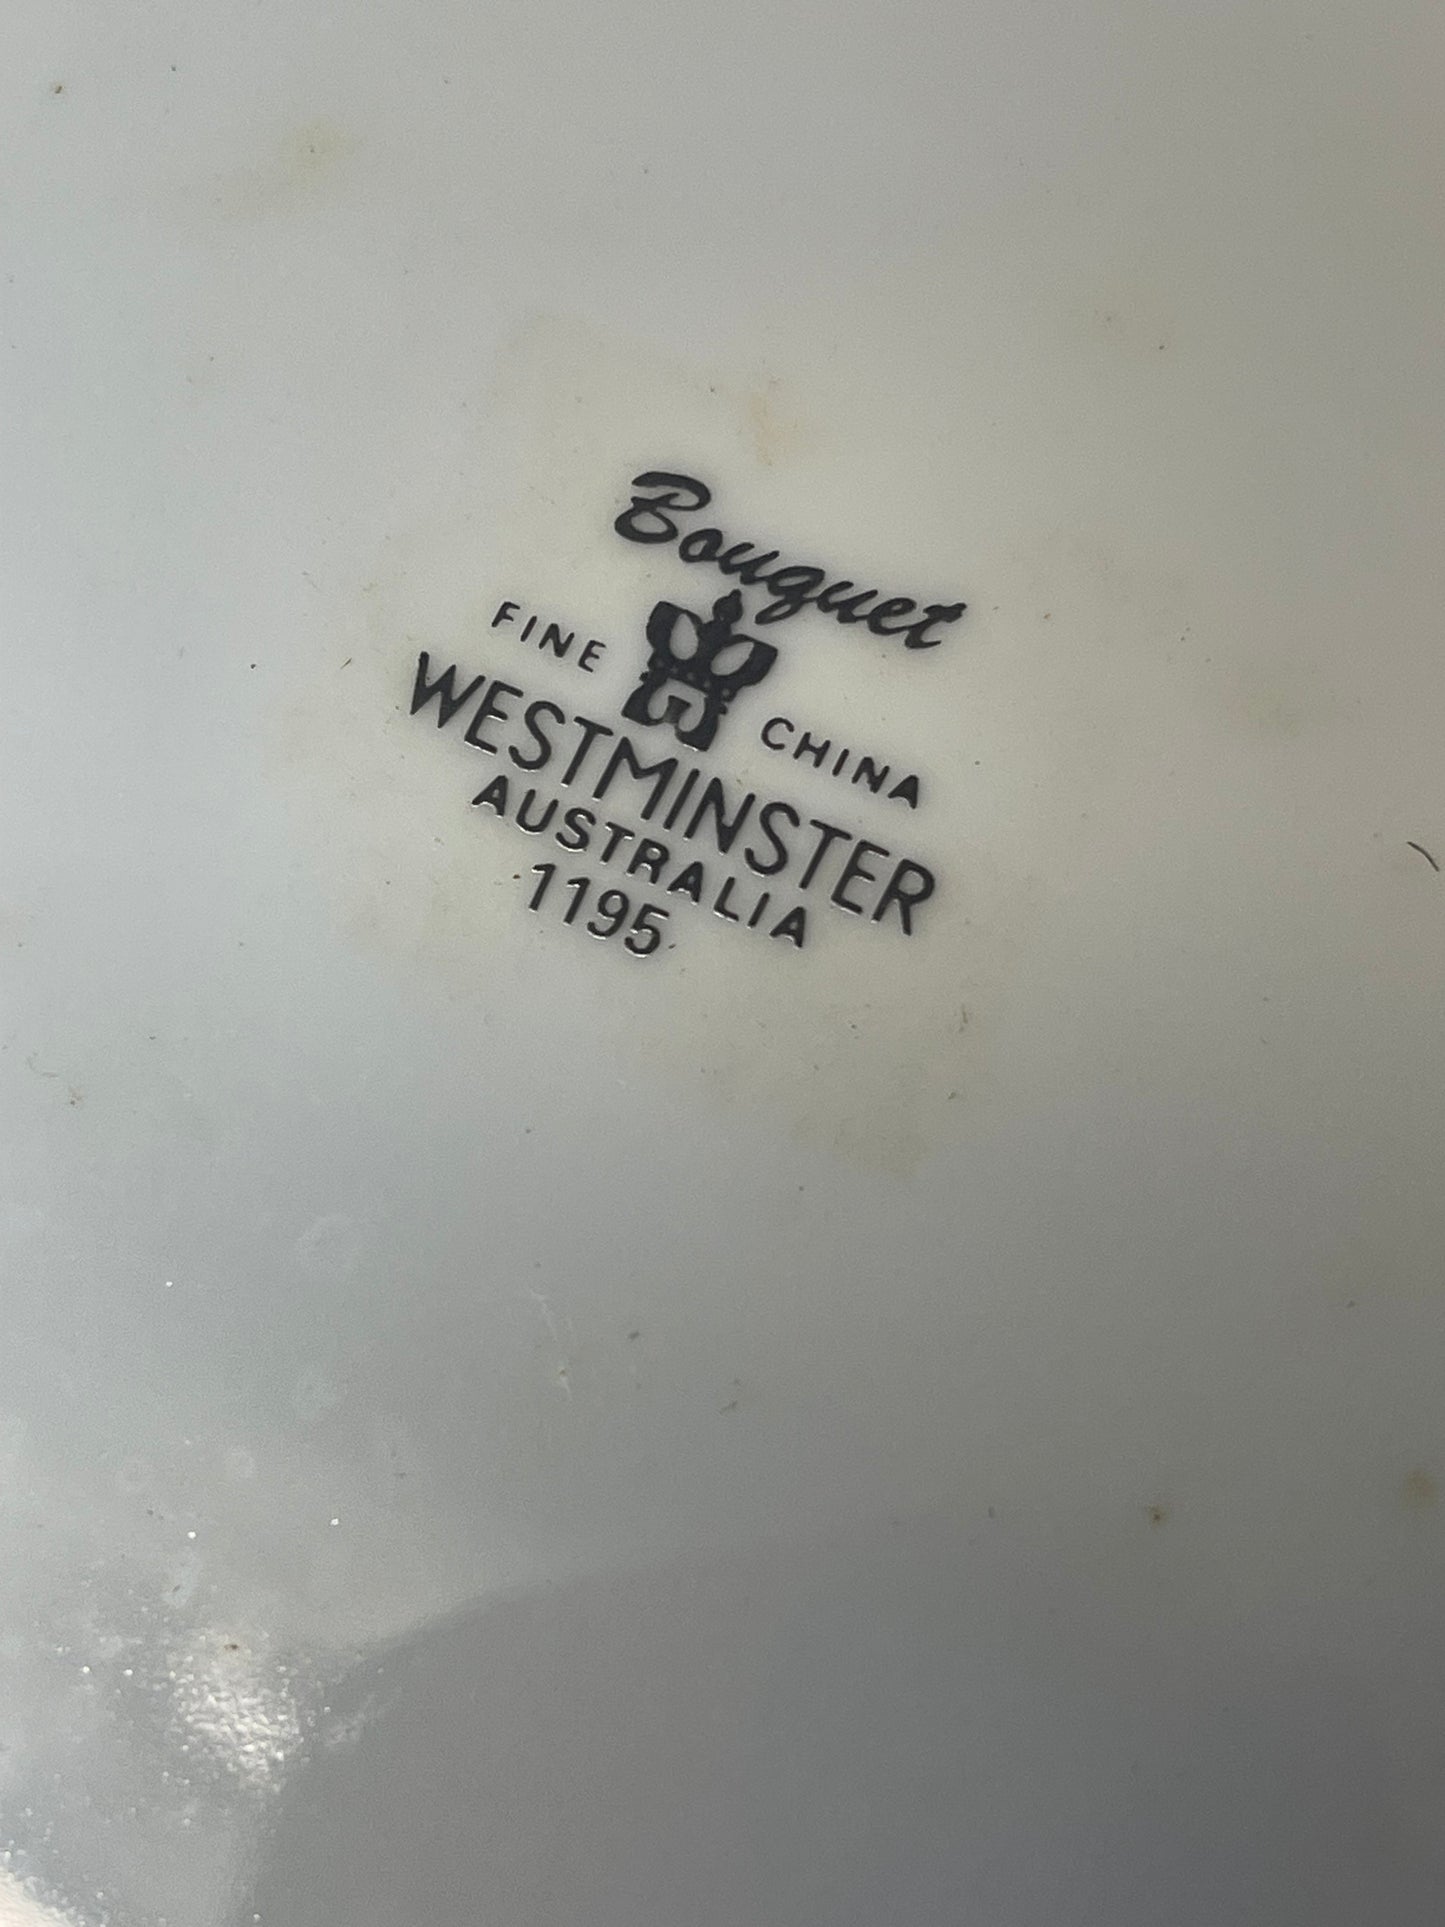 Bouquet
FINE CHINA
WESTMINSTER
AUSTRALIA
1195